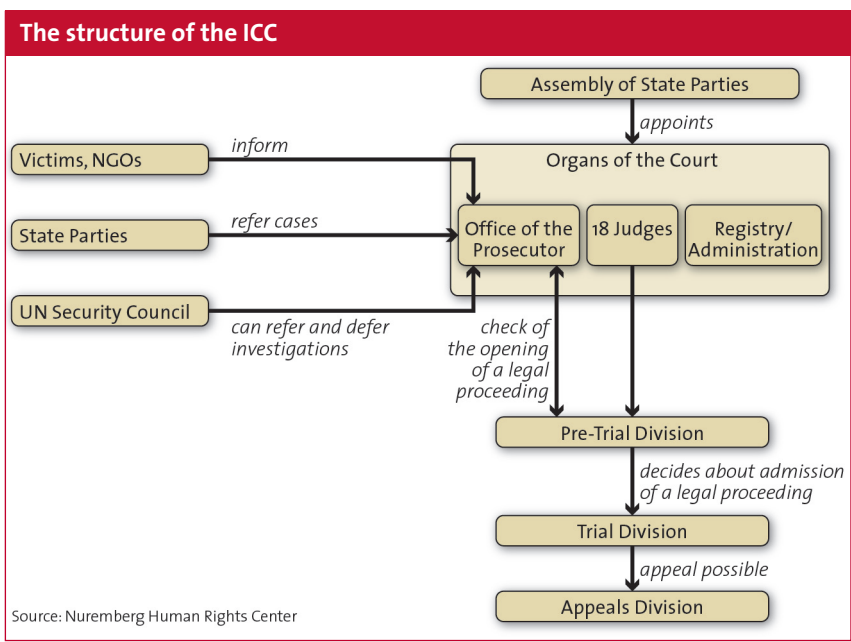 The structure of the ICC
Assembly of State Parties
appoints
Victims, NGOs
inform
Organs of the Court
State Parties
refer cases
Office of the
Prosecutor
18 Judges
Registry/
Administration
UN Security Council
can refer and defer
investigations
check of
the opening
of a legal
proceeding
Pre-Trial Division
decides about admission
of a legal proceeding
Trial Division
appeal possible
Appeals Division
Source: Nuremberg Human Rights Center